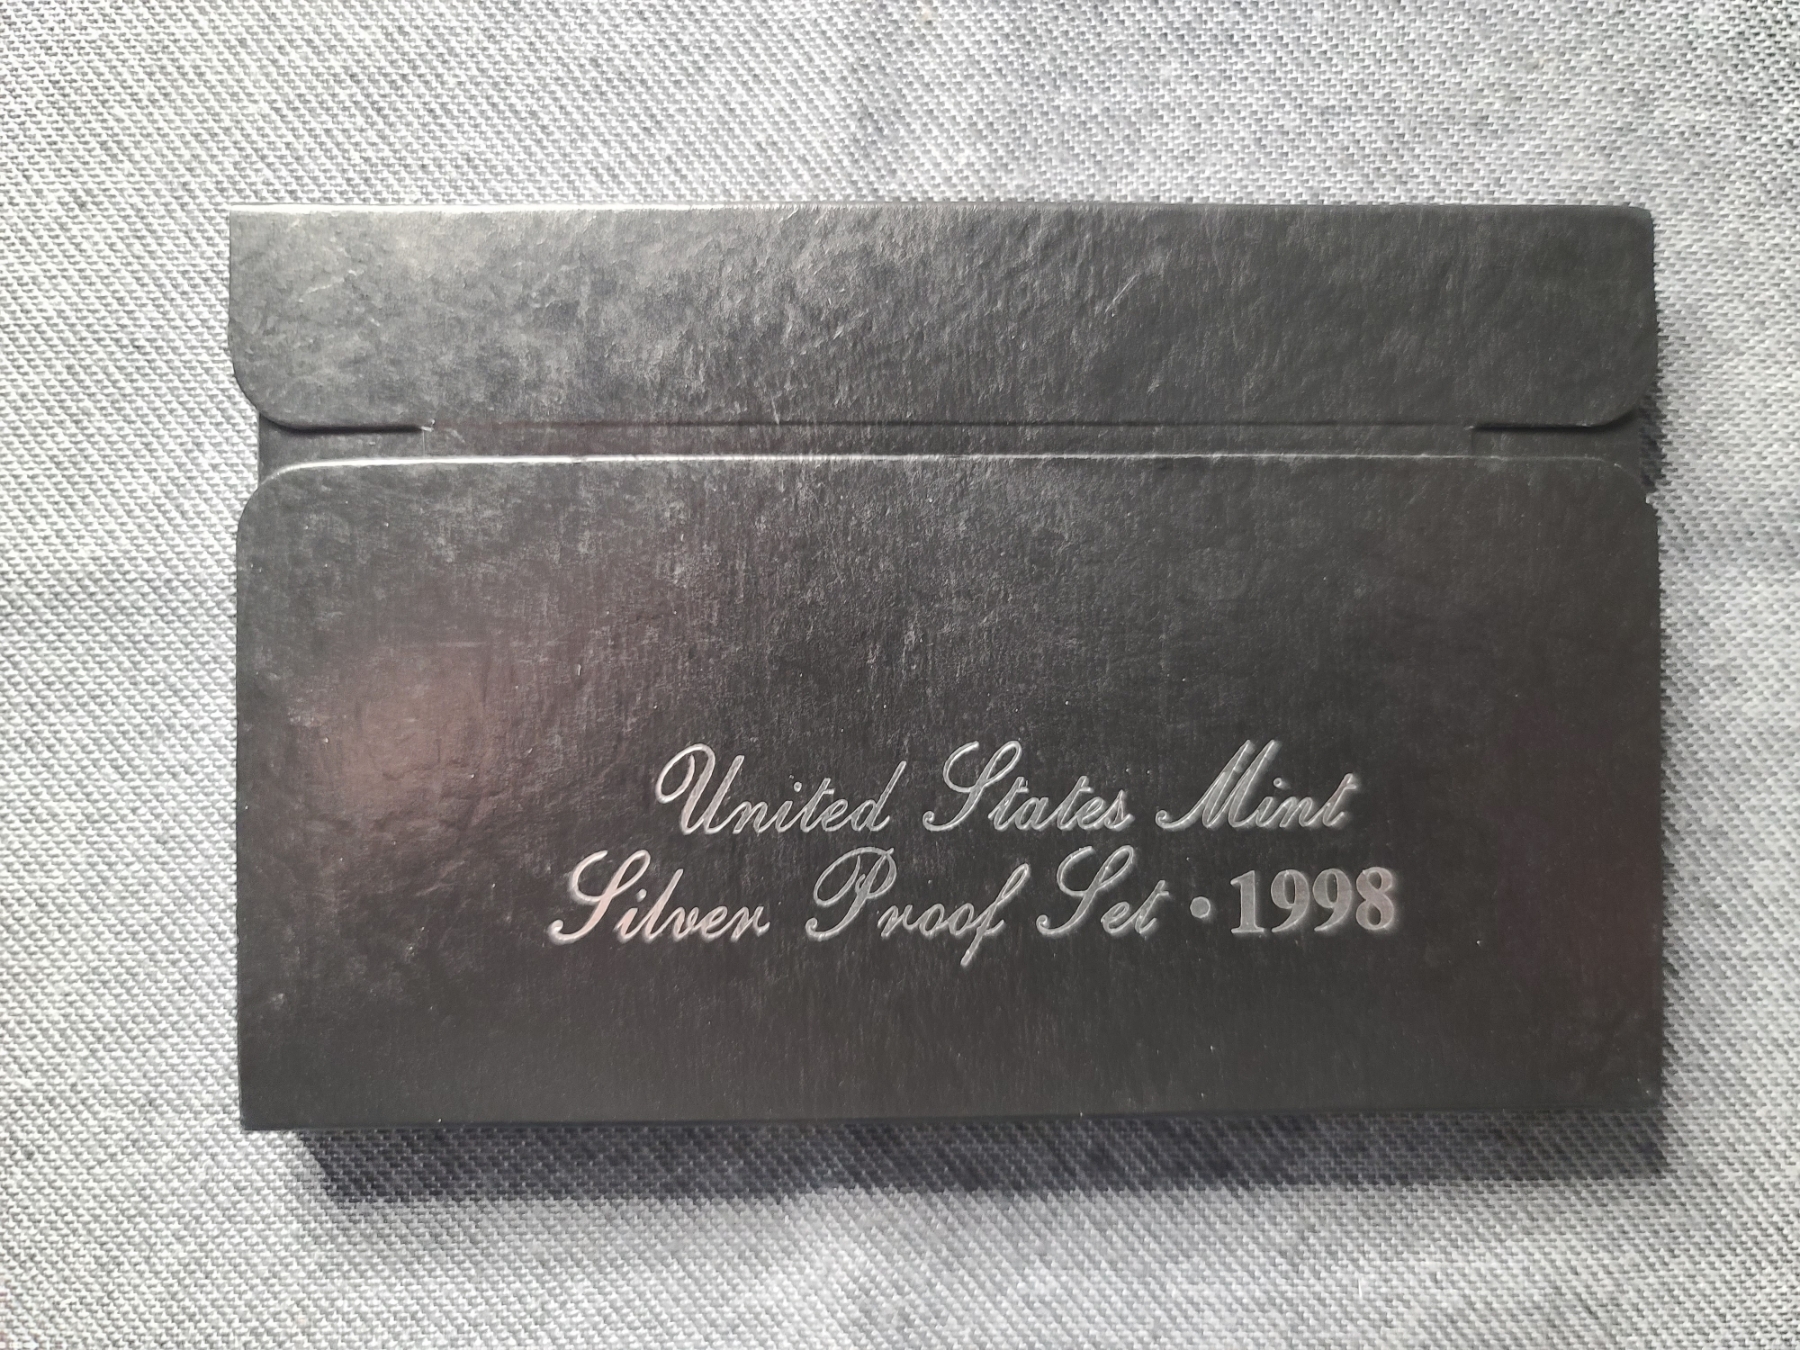 United States Mint
Silver Proof Set • 1998